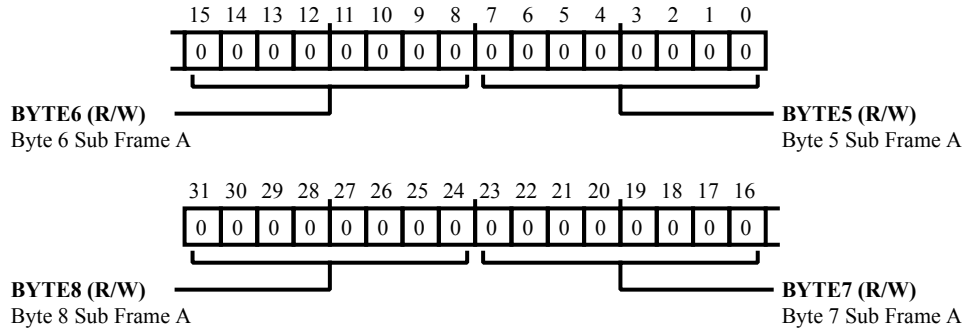 15 14 13 12 11 10 9 8 7 6 5 4 3 2 1 0
0 0 0 0 0 0 0 0 0 0 0 0 0 0 0 0
BYTE6 (R/W)
Byte 6 Sub Frame A
BYTE5 (R/W)
Byte 5 Sub Frame A
31 30 29 28 27 26 25 24 23 22 21 20 19 18 17 16
0 0 0 0 0 0 0 0 0 0 0 0 0 0 0 0
BYTE8 (R/W)
Byte 8 Sub Frame A
BYTE7 (R/W)
Byte 7 Sub Frame A